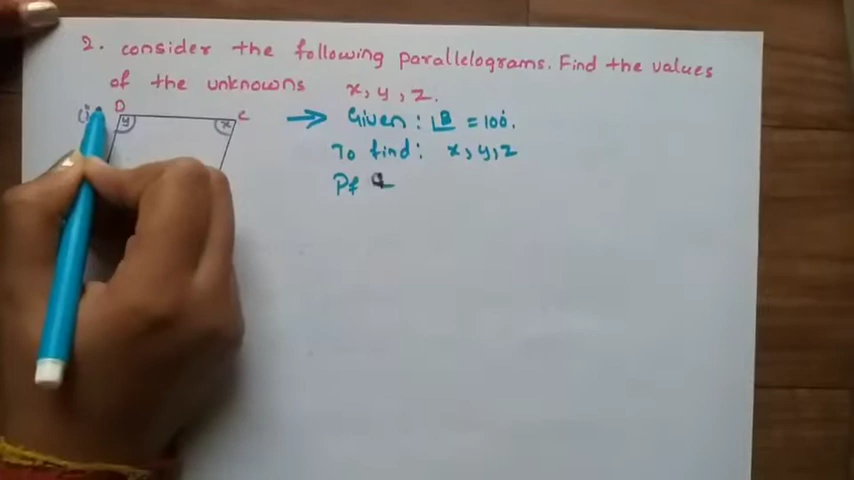 2. consider the following parallelograms. Find the values
of the unknowns x, y, z.
D C
y x
Given: ∠B = 100°.
To find: x, y, z
Pf